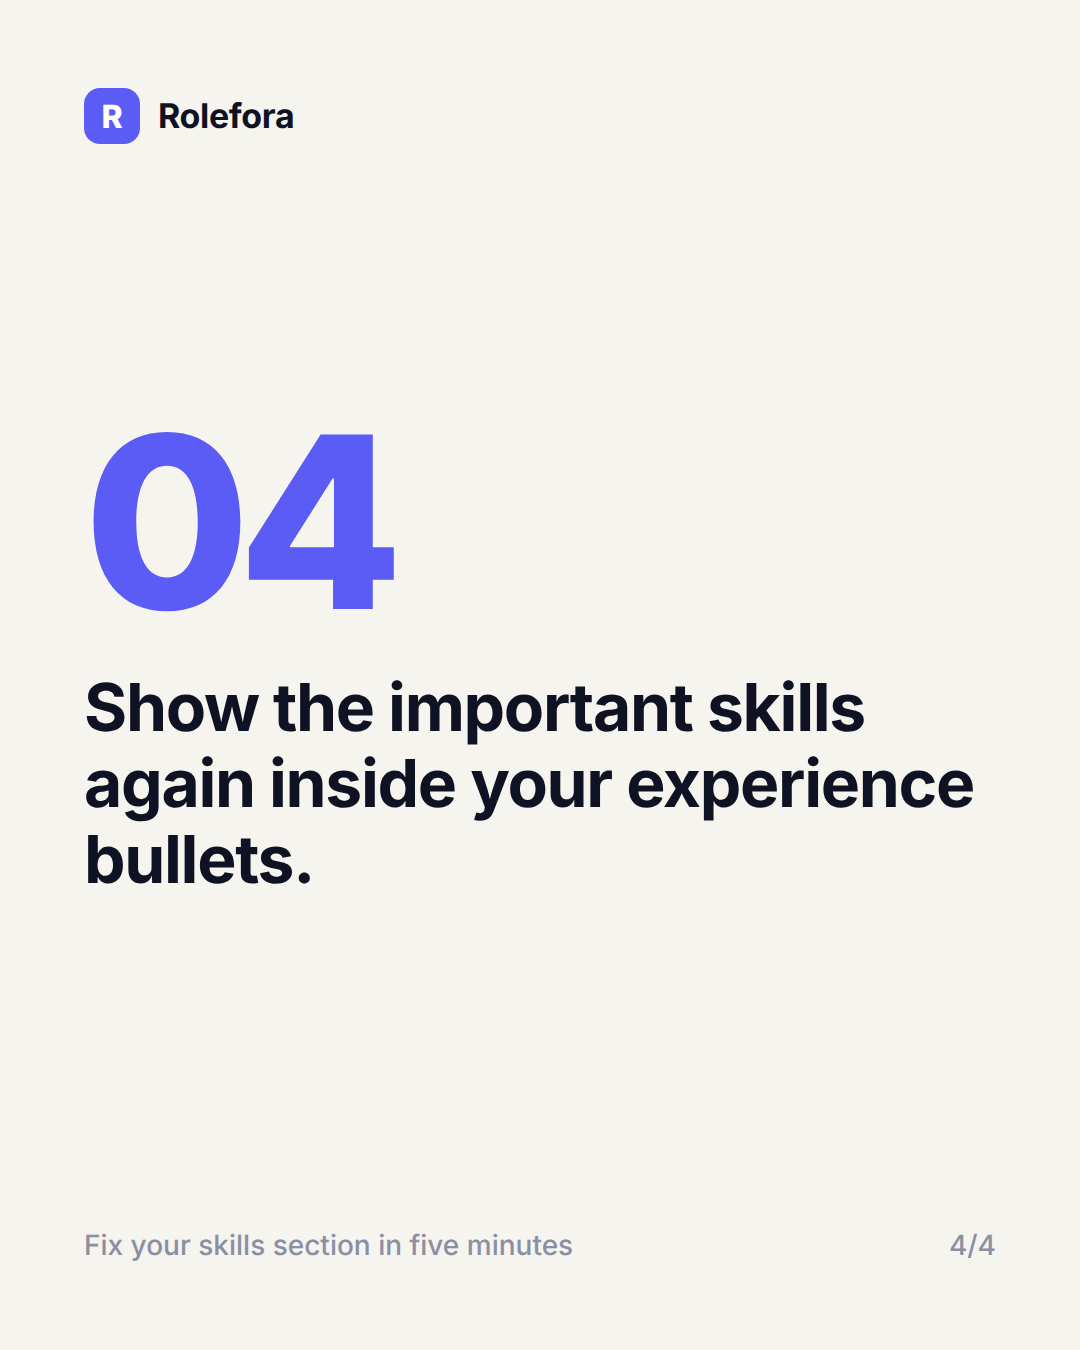 R Rolefora
04
Show the important skills
again inside your experience
bullets.
Fix your skills section in five minutes 4/4